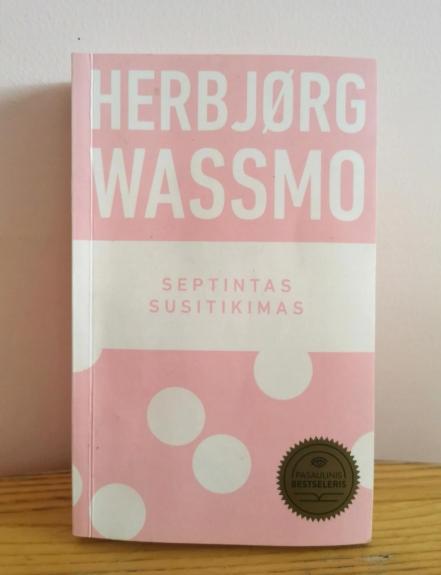 HERBJØRG
WASSMO
SEPTINTAS
SUSITIKIMAS
PASAULINIS
BESTSELERIS